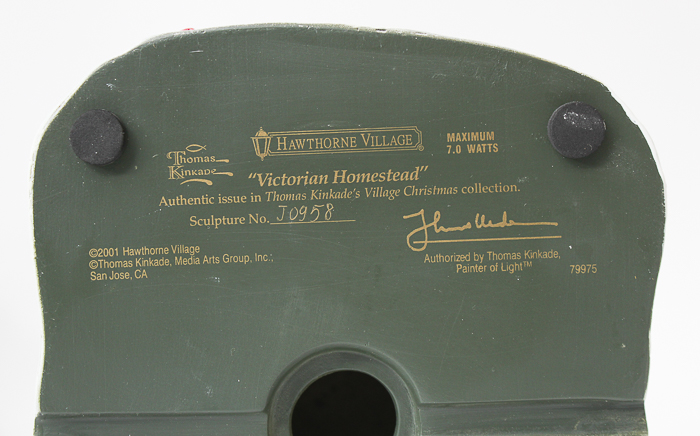 HAWTHORNE VILLAGE
MAXIMUM
7.0 WATTS
Thomas
Kinkade
"Victorian Homestead"
Authentic issue in Thomas Kinkade's Village Christmas collection.
Sculpture No. J0958
©2001 Hawthorne Village
©Thomas Kinkade, Media Arts Group, Inc.,
San Jose, CA
Authorized by Thomas Kinkade,
Painter of Light™
79975